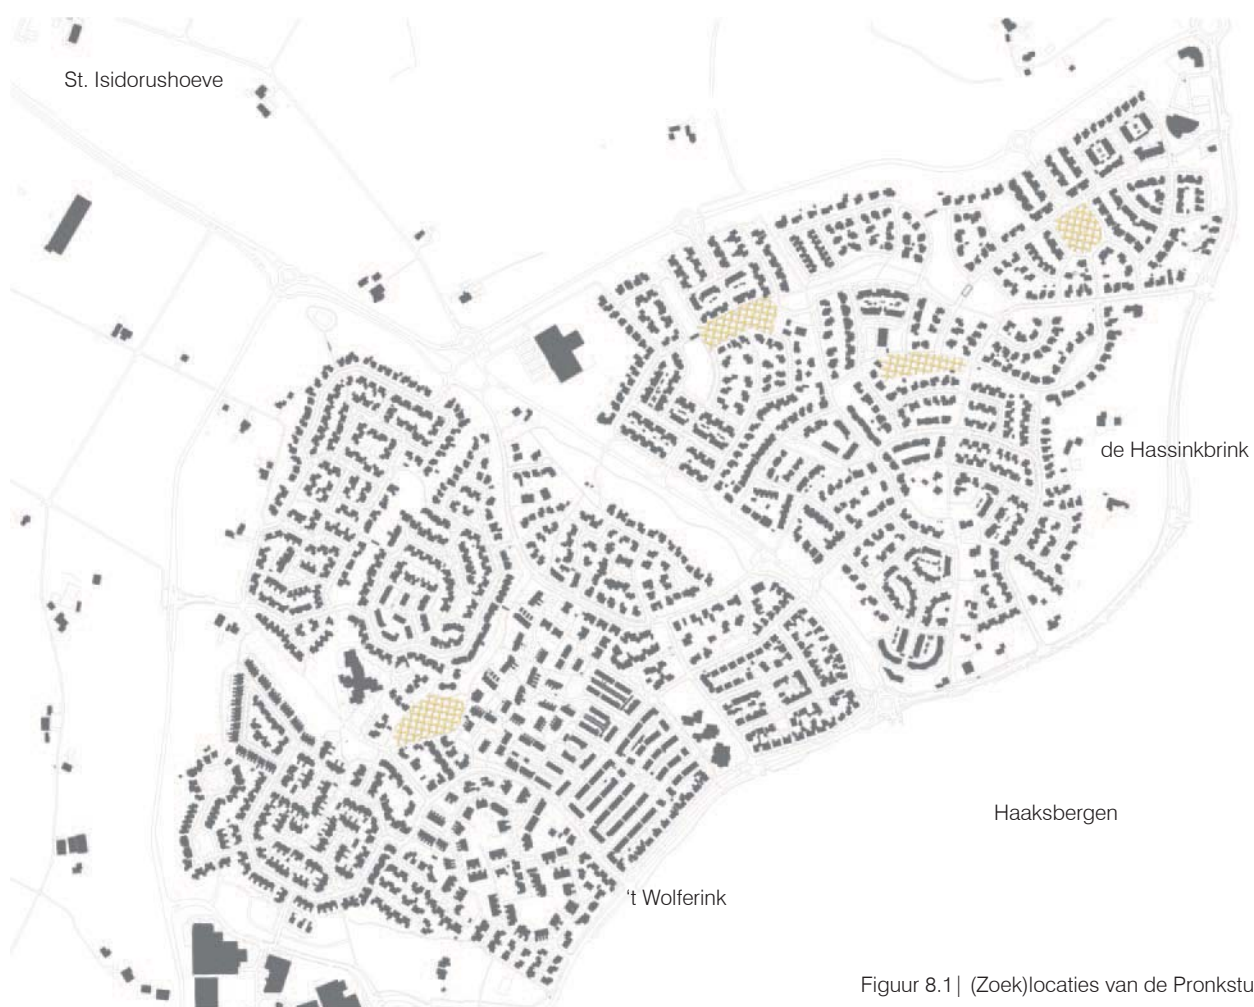 St. Isidorushoeve
de Hassinkbrink
Haaksbergen
‘t Wolferink
Figuur 8.1| (Zoek)locaties van de Pronkstu